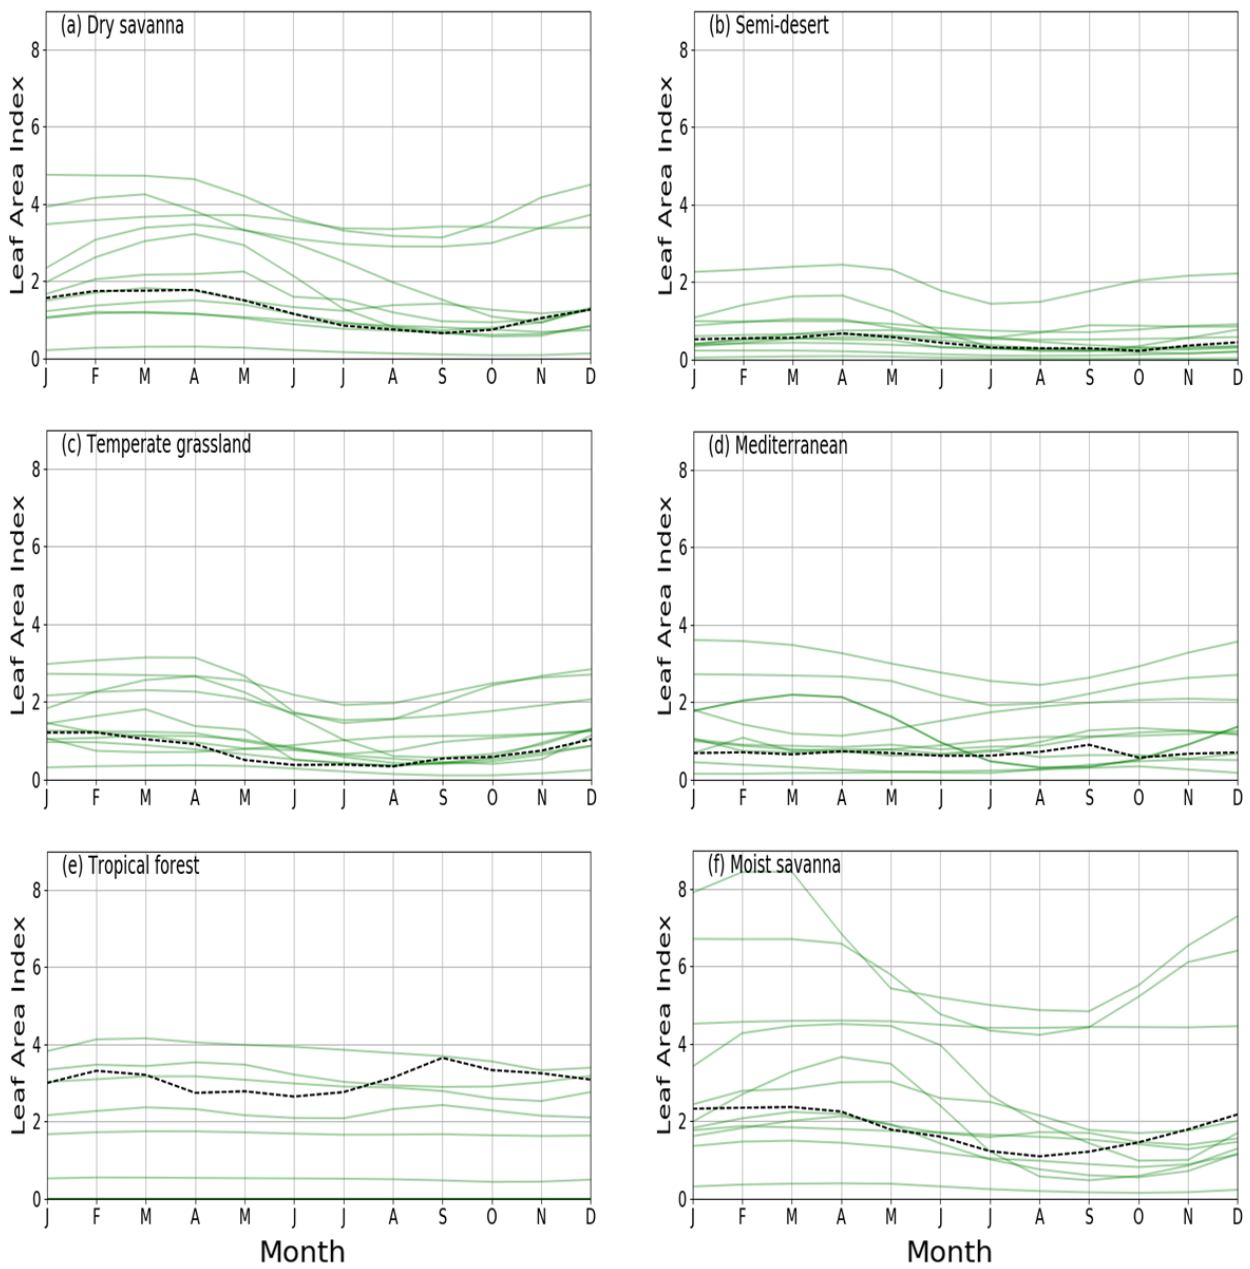 (a) Dry savanna
Leaf Area Index
8
6
4
2
0
J F M A M J J A S O N D
(b) Semi-desert
Leaf Area Index
8
6
4
2
0
J F M A M J J A S O N D
(c) Temperate grassland
Leaf Area Index
8
6
4
2
0
J F M A M J J A S O N D
(d) Mediterranean
Leaf Area Index
8
6
4
2
0
J F M A M J J A S O N D
(e) Tropical forest
Leaf Area Index
8
6
4
2
0
J F M A M J J A S O N D
Month
(f) Moist savanna
Leaf Area Index
8
6
4
2
0
J F M A M J J A S O N D
Month